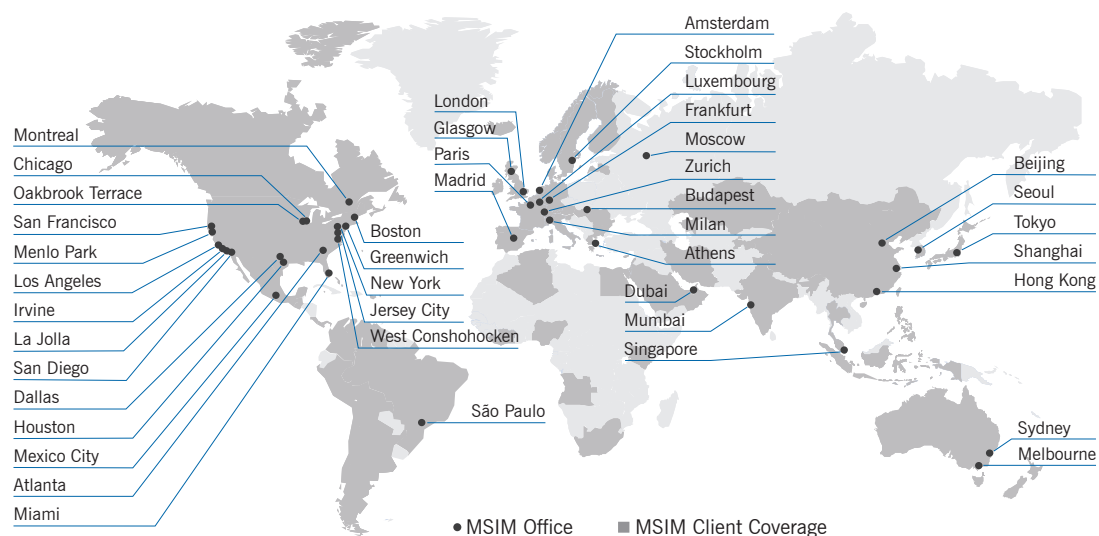 Montreal
Chicago
Oakbrook Terrace
San Francisco
Menlo Park
Los Angeles
Irvine
La Jolla
San Diego
Dallas
Houston
Mexico City
Atlanta
Miami
Boston
Greenwich
New York
Jersey City
West Conshohocken
São Paulo
London
Glasgow
Paris
Madrid
Amsterdam
Stockholm
Luxembourg
Frankfurt
Moscow
Zurich
Budapest
Milan
Athens
Dubai
Mumbai
Singapore
Beijing
Seoul
Tokyo
Shanghai
Hong Kong
Sydney
Melbourne
MSIM Office
MSIM Client Coverage